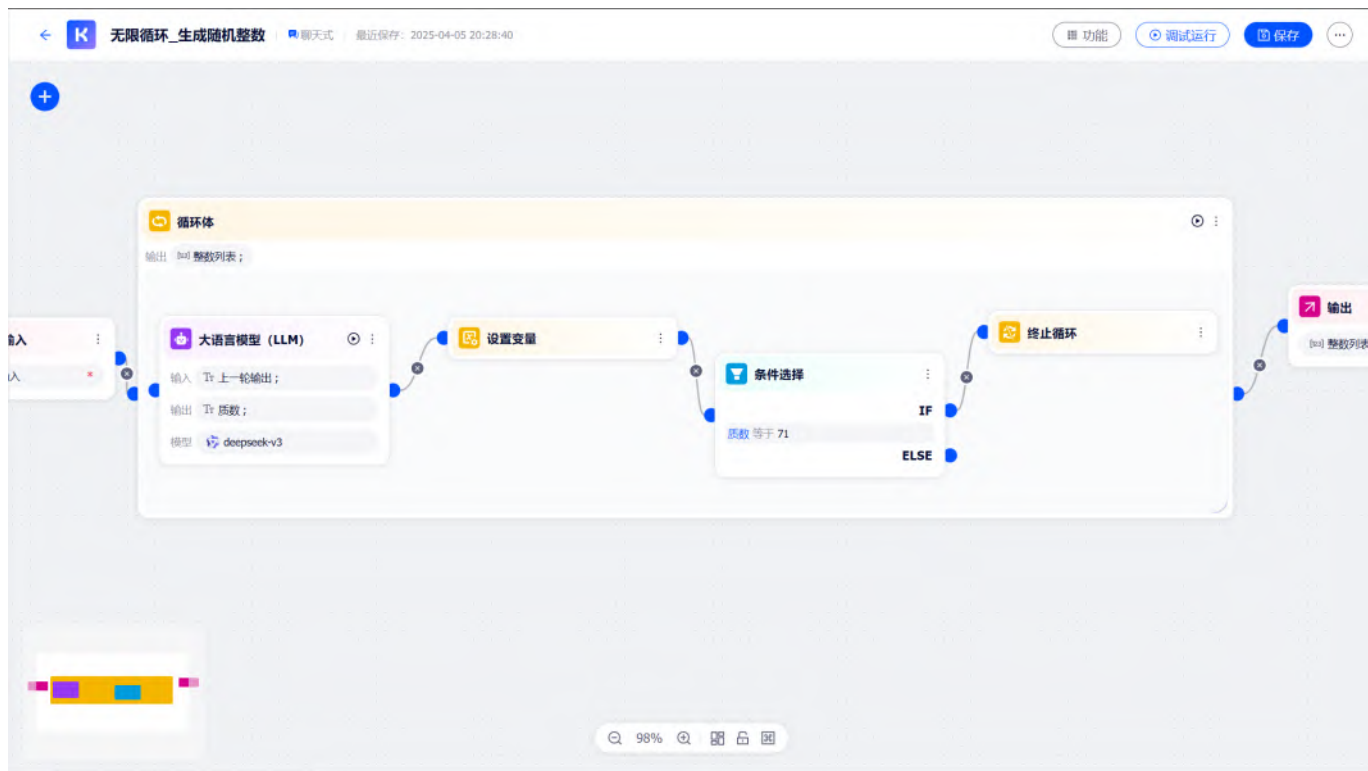 K 无限循环_生成随机整数 聊天式 最近保存: 2025-04-05 20:28:40 功能 调试运行 保存
循环体
输出 整数列表;
输入
大语言模型 (LLM)
输入 Tr 上一轮输出;
输出 Tr 质数;
模型 deepseek-v3
设置变量
条件选择
IF
质数 等于 71
ELSE
终止循环
输出
整数列表
98%